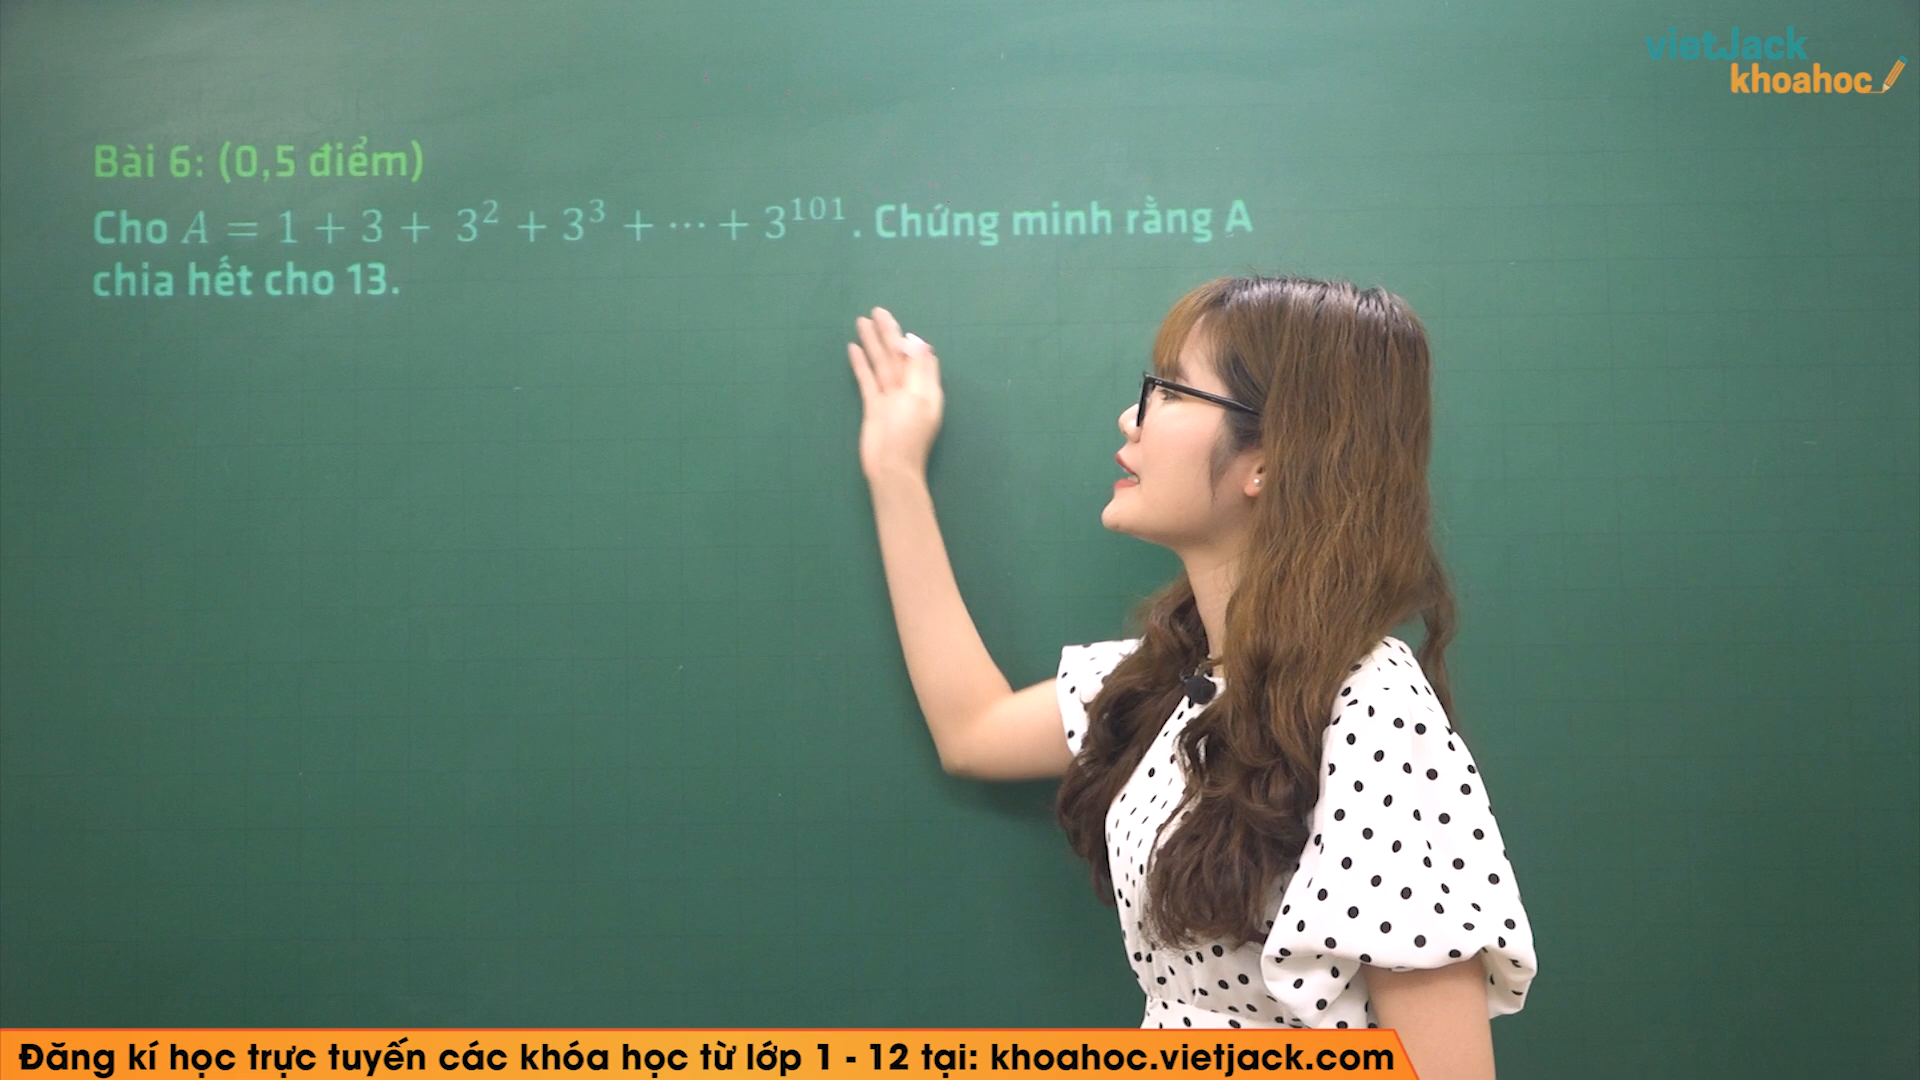 vietJack
khoahoc
Bài 6: (0,5 điểm)
Cho A = 1 + 3 + 3² + 3³ + ⋯ + 3¹⁰¹. Chứng minh rằng A
chia hết cho 13.
Đăng kí học trực tuyến các khóa học từ lớp 1 - 12 tại: khoahoc.vietjack.com